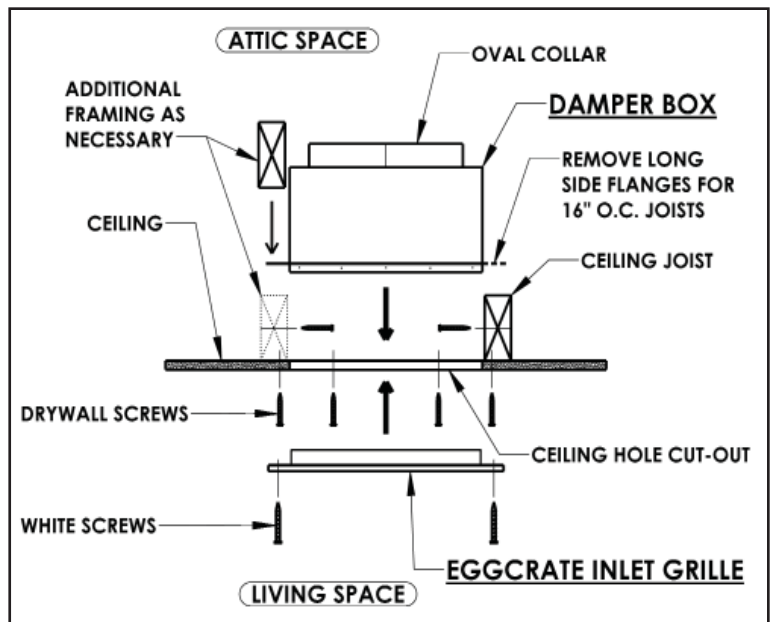 ATTIC SPACE
OVAL COLLAR
ADDITIONAL
FRAMING AS
NECESSARY
DAMPER BOX
REMOVE LONG
SIDE FLANGES FOR
16" O.C. JOISTS
CEILING
CEILING JOIST
DRYWALL SCREWS
CEILING HOLE CUT-OUT
WHITE SCREWS
EGGCRATE INLET GRILLE
LIVING SPACE